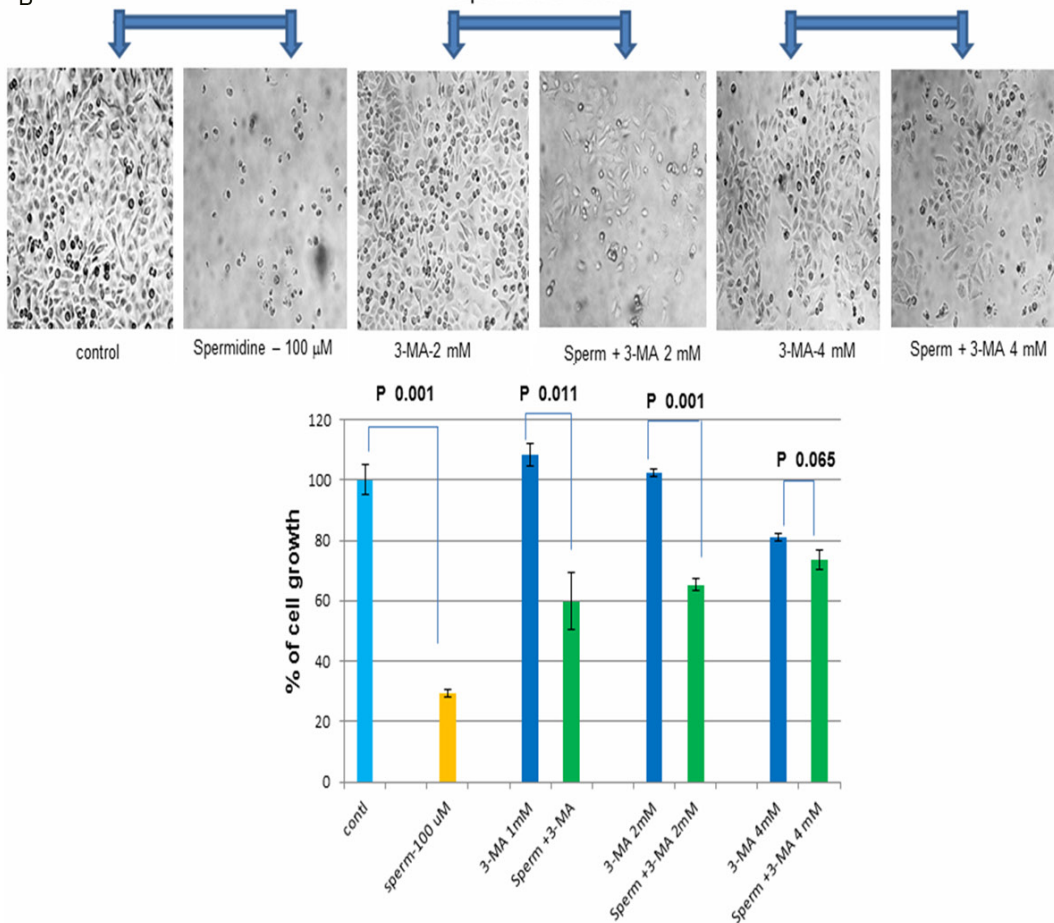 control
Spermidine – 100 µM
3-MA-2 mM
Sperm + 3-MA 2 mM
3-MA-4 mM
Sperm + 3-MA 4 mM
P 0.001
P 0.011
P 0.001
P 0.065
% of cell growth
120
100
80
60
40
20
0
contl
sperm-100 uM
3-MA 1mM
Sperm +3-MA
3-MA 2mM
Sperm +3-MA 2mM
3-MA 4mM
Sperm +3-MA 4 mM